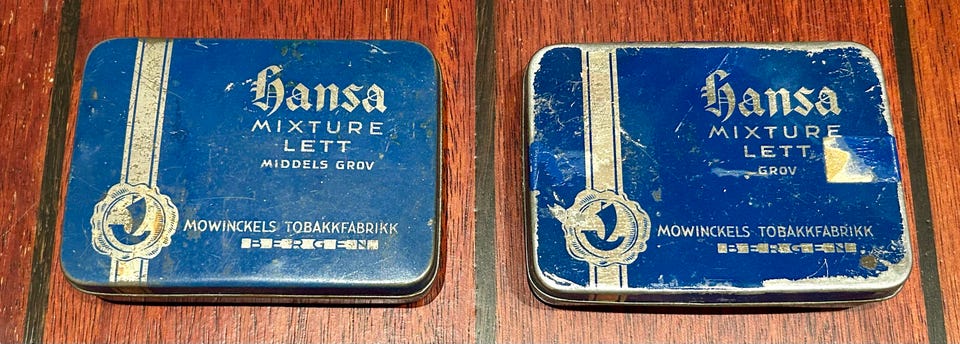 Hansa
MIXTURE
LETT
MIDDELS GROV
MOWINCKELS TOBAKKFABRIKK
BERGEN
Hansa
MIXTURE
LETT
GROV
MOWINCKELS TOBAKKFABRIKK
BERGEN